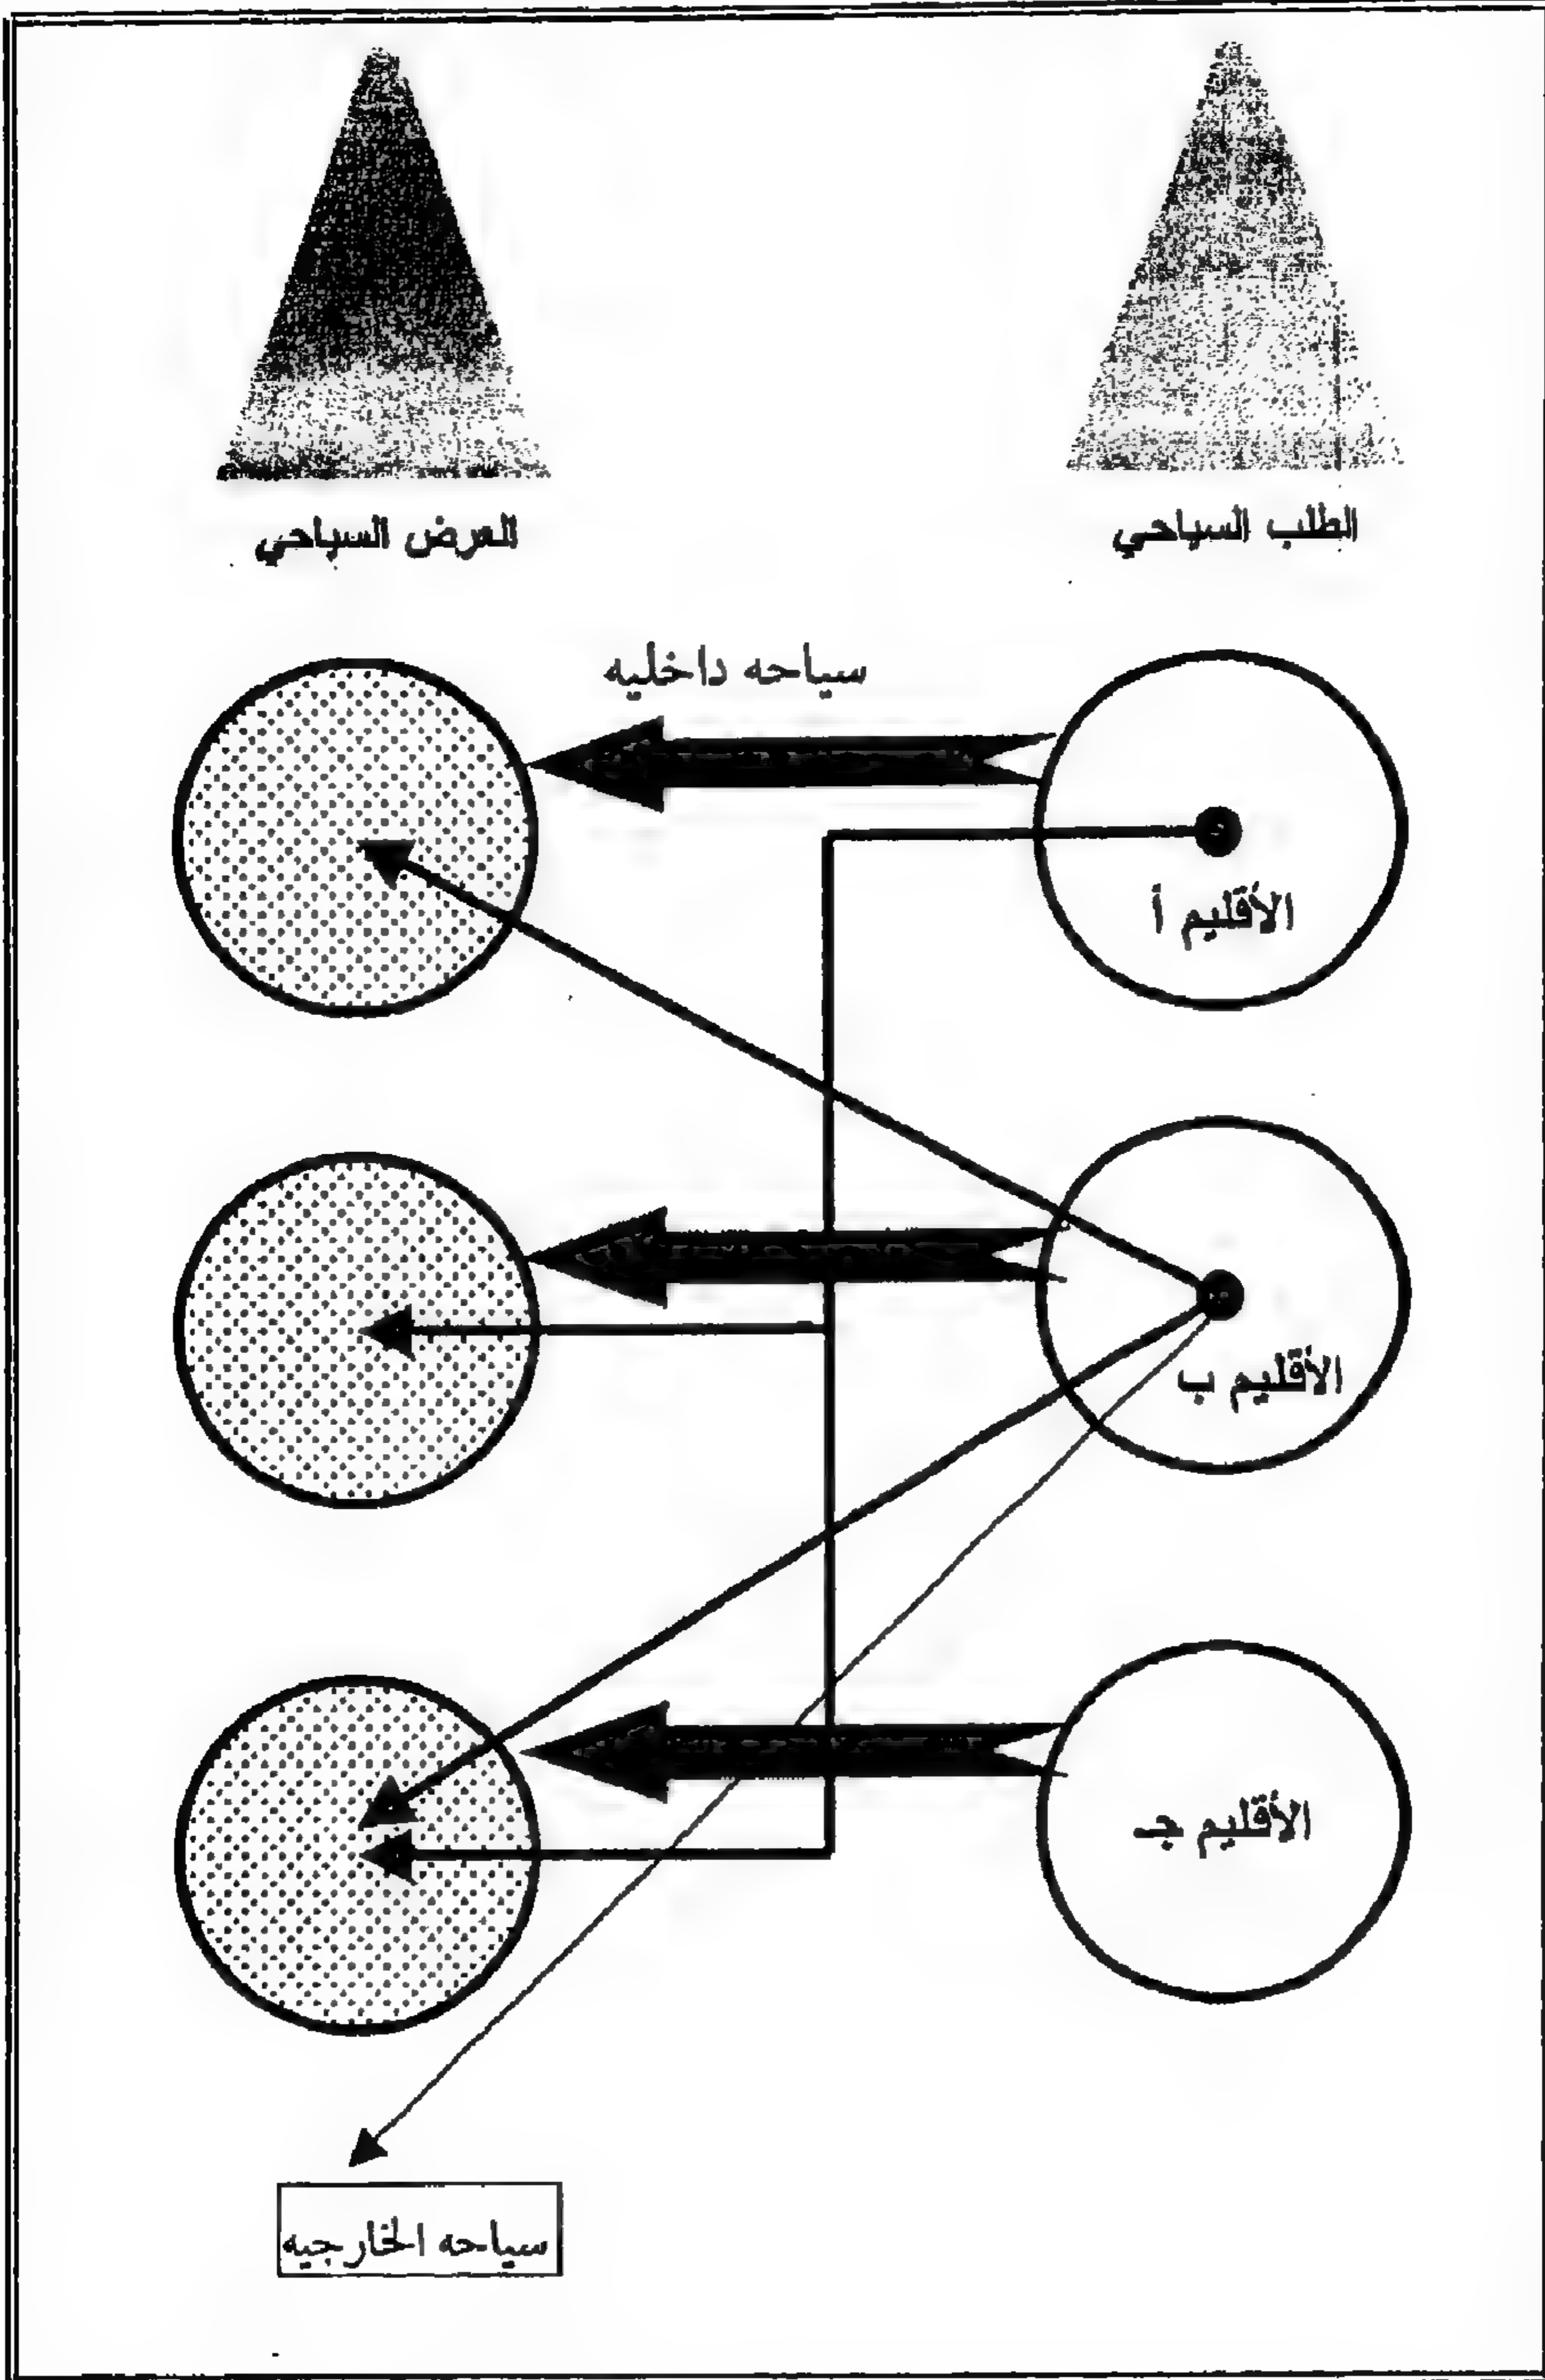 الطلب السياحي
العرض السياحي
سياحه داخليه
الأقليم أ
الأقليم ب
الأقليم جـ
سياحه الخارجيه